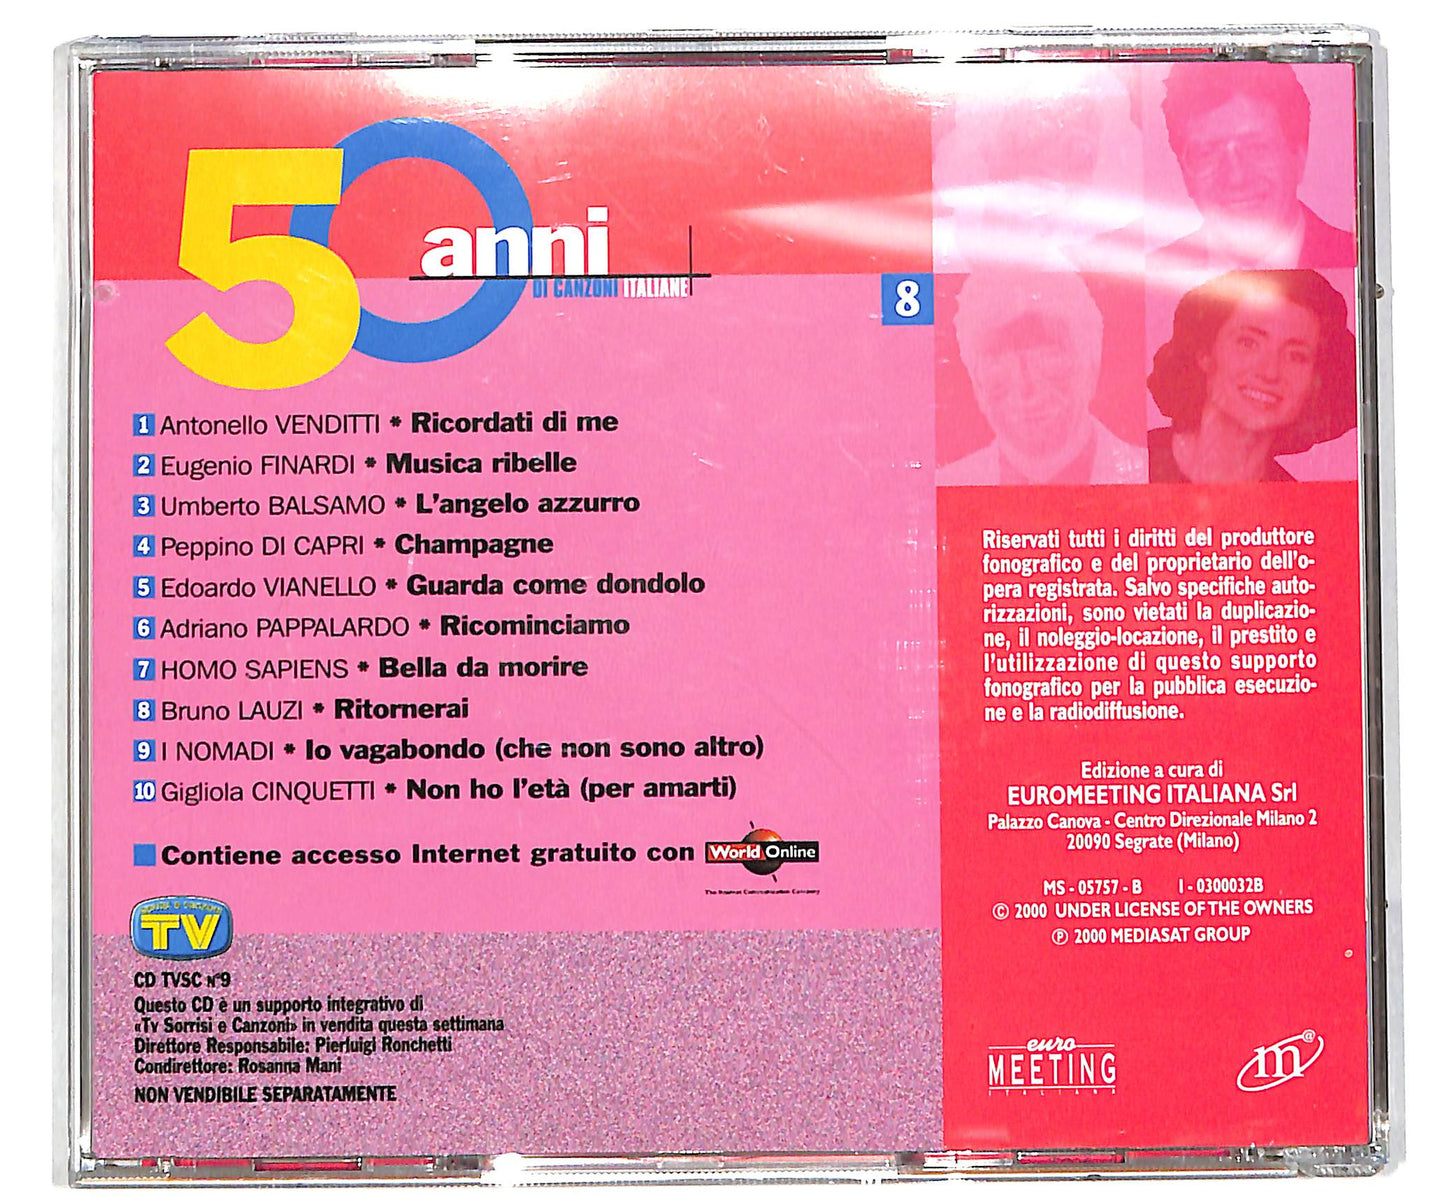 50 anni
DI CANZONI ITALIANE
8
1 Antonello VENDITTI * Ricordati di me
2 Eugenio FINARDI * Musica ribelle
3 Umberto BALSAMO * L'angelo azzurro
4 Peppino DI CAPRI * Champagne
5 Edoardo VIANELLO * Guarda come dondolo
6 Adriano PAPPALARDO * Ricominciamo
7 HOMO SAPIENS * Bella da morire
8 Bruno LAUZI * Ritornerai
9 I NOMADI * Io vagabondo (che non sono altro)
10 Gigliola CINQUETTI * Non ho l'età (per amarti)
Contiene accesso Internet gratuito con World Online
The Internet Communication Company
sorrisi e canzoni
TV
CD TVSC N°9
Questo CD è un supporto integrativo di
«Tv Sorrisi e Canzoni» in vendita questa settimana
Direttore Responsabile: Pierluigi Ronchetti
Condirettore: Rosanna Mani
NON VENDIBILE SEPARATAMENTE
Riservati tutti i diritti del produttore
fonografico e del proprietario dell'o-
pera registrata. Salvo specifiche auto-
rizzazioni, sono vietati la duplicazio-
ne, il noleggio-locazione, il prestito e
l'utilizzazione di questo supporto
fonografico per la pubblica esecuzio-
ne e la radiodiffusione.
Edizione a cura di
EUROMEETING ITALIANA Srl
Palazzo Canova - Centro Direzionale Milano 2
20090 Segrate (Milano)
MS - 05757 - B I - 0300032B
© 2000 UNDER LICENSE OF THE OWNERS
℗ 2000 MEDIASAT GROUP
euro
MEETING
ITALIANA
m@